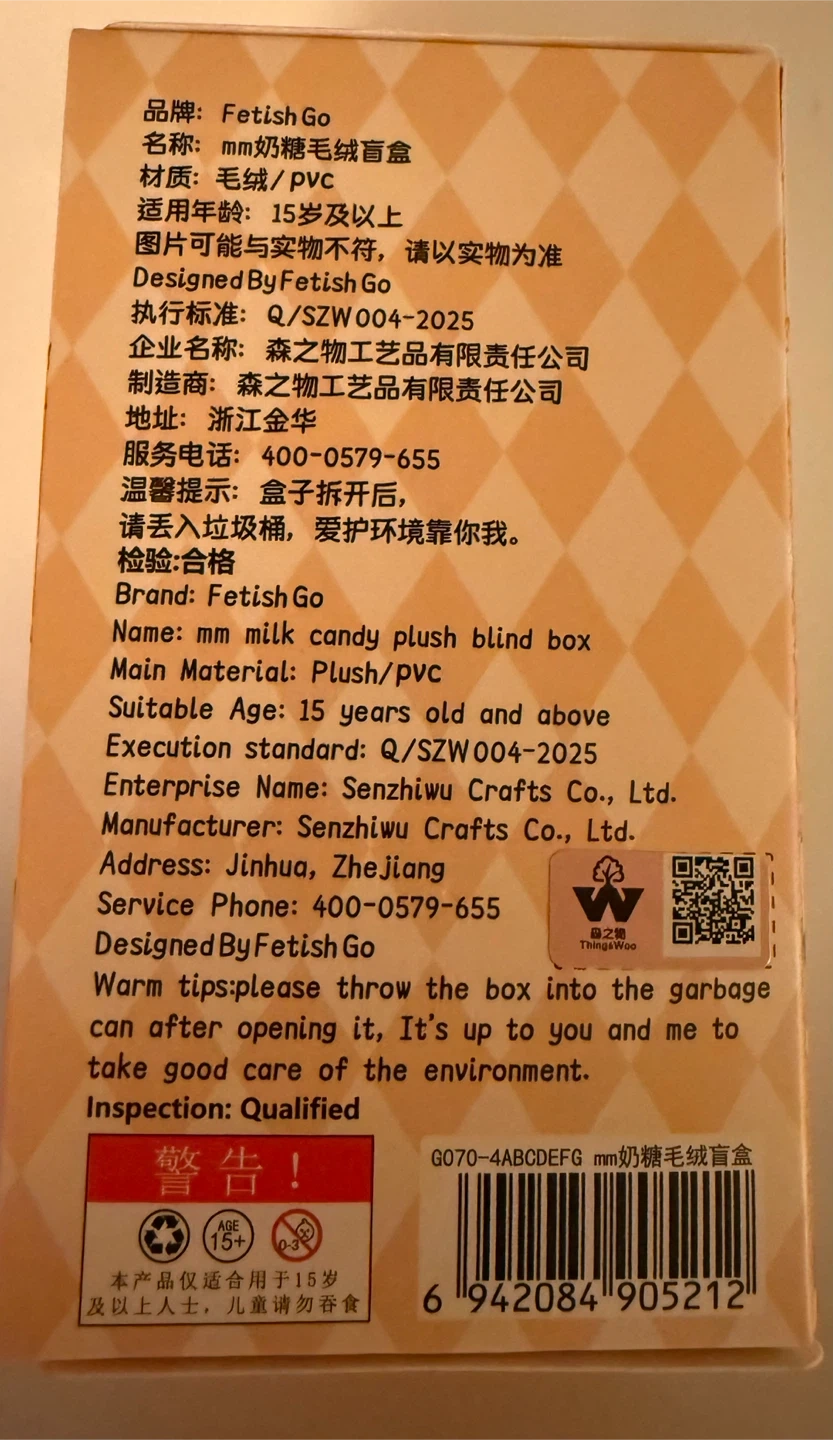 品牌: Fetish Go
名称: mm奶糖毛绒盲盒
材质: 毛绒/pvc
适用年龄: 15岁及以上
图片可能与实物不符, 请以实物为准
Designed By Fetish Go
执行标准: Q/SZW004-2025
企业名称: 森之物工艺品有限责任公司
制造商: 森之物工艺品有限责任公司
地址: 浙江金华
服务电话: 400-0579-655
温馨提示: 盒子拆开后,
请丢入垃圾桶, 爱护环境靠你我。
检验:合格
Brand: Fetish Go
Name: mm milk candy plush blind box
Main Material: Plush/pvc
Suitable Age: 15 years old and above
Execution standard: Q/SZW004-2025
Enterprise Name: Senzhiwu Crafts Co., Ltd.
Manufacturer: Senzhiwu Crafts Co., Ltd.
Address: Jinhua, Zhejiang
Service Phone: 400-0579-655
Designed By Fetish Go
W
森之物
Things Woo
Warm tips:please throw the box into the garbage
can after opening it, It's up to you and me to
take good care of the environment.
Inspection: Qualified
警告!
AGE
15+
0-3
本产品仅适合用于15岁
及以上人士, 儿童请勿吞食
G070-4ABCDEFG mm奶糖毛绒盲盒
6 942084 905212